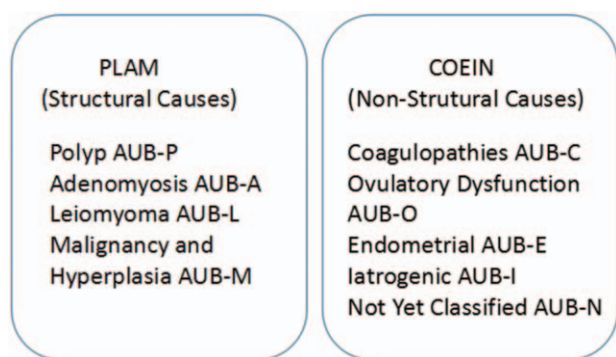 PLAM
(Structural Causes)
Polyp AUB-P
Adenomyosis AUB-A
Leiomyoma AUB-L
Malignancy and
Hyperplasia AUB-M
COEIN
(Non-Strutural Causes)
Coagulopathies AUB-C
Ovulatory Dysfunction
AUB-O
Endometrial AUB-E
Iatrogenic AUB-I
Not Yet Classified AUB-N